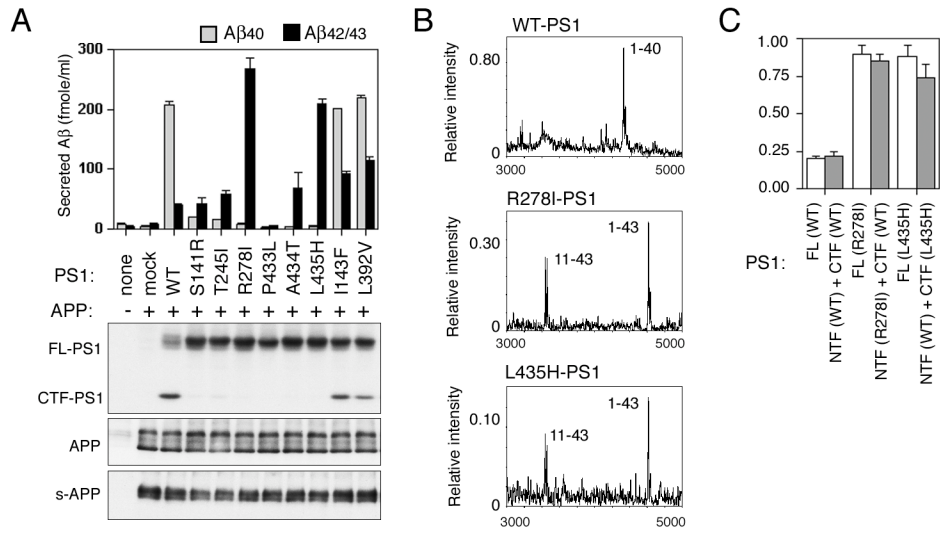 A
Aβ40
Aβ42/43
Secreted Aβ (fmole/ml)
300
200
100
0
PS1:
none
mock
WT
S141R
T245I
R278I
P433L
A434T
L435H
I143F
L392V
APP: - + + + + + + + + + +
FL-PS1
CTF-PS1
APP
s-APP
B
WT-PS1
Relative intensity
0.80
0
1-40
3000
5000
R278I-PS1
Relative intensity
0.30
0
11-43
1-43
3000
5000
L435H-PS1
Relative intensity
0.10
0
11-43
1-43
3000
5000
C
1.00
0.75
0.50
0.25
0.00
PS1:
FL (WT)
NTF (WT) + CTF (WT)
FL (R278I)
NTF (R278I) + CTF (WT)
FL (L435H)
NTF (WT) + CTF (L435H)